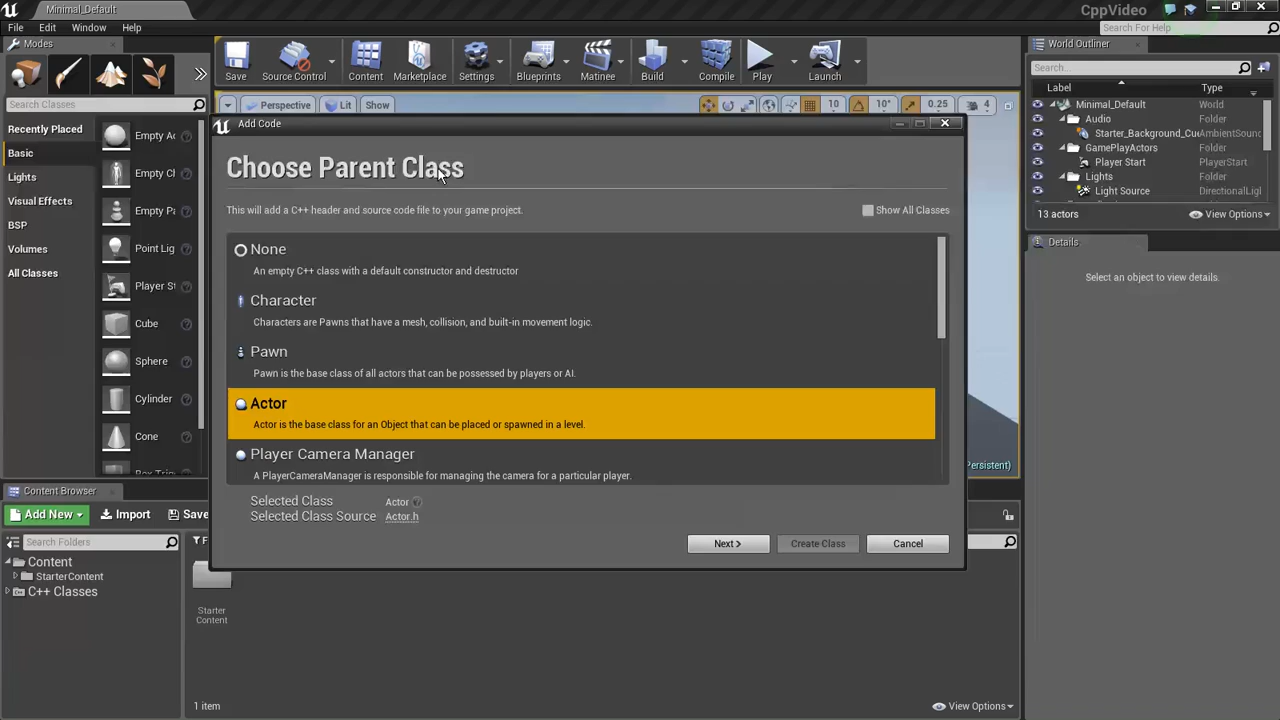 Minimal_Default
CppVideo
File Edit Window Help
Search For Help
Modes
Save
Source Control
Content
Marketplace
Settings
Blueprints
Matinee
Build
Compile
Play
Launch
World Outliner
Search Classes
Perspective
Lit
Show
10
10°
0.25
4
Search...
Label
Type
Recently Placed
Basic
Lights
Visual Effects
BSP
Volumes
All Classes
Empty Ac
Empty Ch
Empty Pa
Point Lig
Player St
Cube
Sphere
Cylinder
Cone
Box Trig
Minimal_Default World
Audio Folder
Starter_Background_Cue AmbientSound
GamePlayActors Folder
Player Start PlayerStart
Lights Folder
Light Source DirectionalLigh
13 actors
View Options
Details
Select an object to view details.
Add Code
Choose Parent Class
This will add a C++ header and source code file to your game project.
Show All Classes
None
An empty C++ class with a default constructor and destructor
Character
Characters are Pawns that have a mesh, collision, and built-in movement logic.
Pawn
Pawn is the base class of all actors that can be possessed by players or AI.
Actor
Actor is the base class for an Object that can be placed or spawned in a level.
Player Camera Manager
A PlayerCameraManager is responsible for managing the camera for a particular player.
Selected Class Actor
Selected Class Source Actor.h
Next >
Create Class
Cancel
Persistent)
Content Browser
Add New
Import
Save
Search Folders
Content
StarterContent
C++ Classes
F
Starter
Content
1 item
View Options